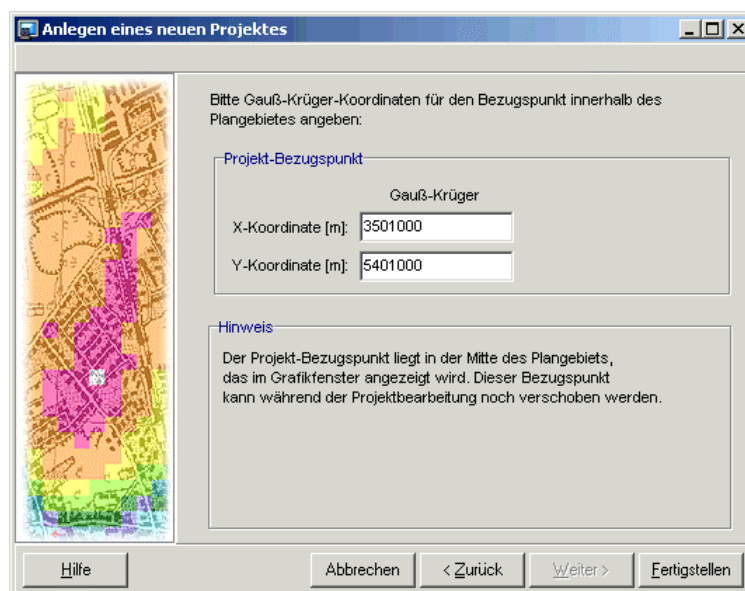 Anlegen eines neuen Projektes
Bitte Gauß-Krüger-Koordinaten für den Bezugspunkt innerhalb des
Plangebietes angeben:
Projekt-Bezugspunkt
Gauß-Krüger
X-Koordinate [m]: 3501000
Y-Koordinate [m]: 5401000
Hinweis
Der Projekt-Bezugspunkt liegt in der Mitte des Plangebiets,
das im Grafikfenster angezeigt wird. Dieser Bezugspunkt
kann während der Projektbearbeitung noch verschoben werden.
Hilfe Abbrechen < Zurück Weiter > Fertigstellen